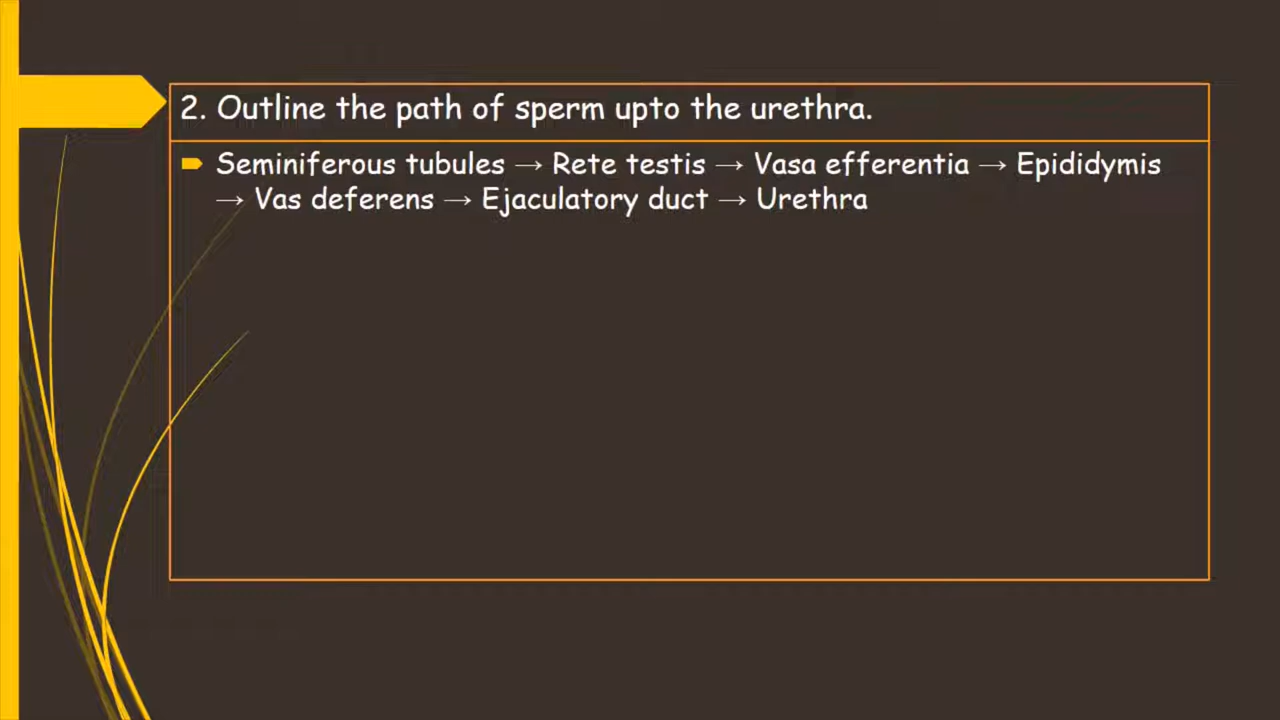 2. Outline the path of sperm upto the urethra.
Seminiferous tubules → Rete testis → Vasa efferentia → Epididymis
→ Vas deferens → Ejaculatory duct → Urethra